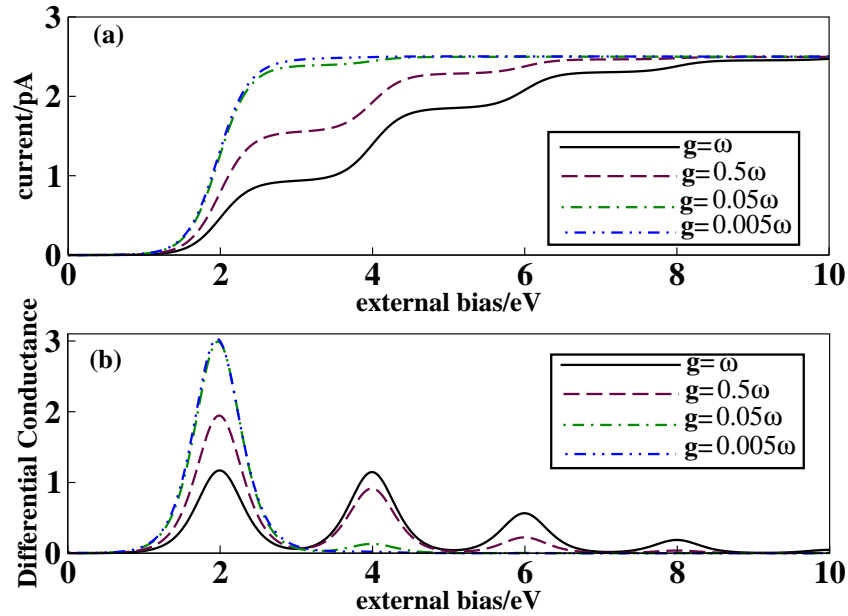 (a)
current/pA
3
2
1
0
g=ω
g=0.5ω
g=0.05ω
g=0.005ω
0 2 4 6 8 10
external bias/eV
(b)
Differential Conductance
3
2
1
0
g=ω
g=0.5ω
g=0.05ω
g=0.005ω
0 2 4 6 8 10
external bias/eV